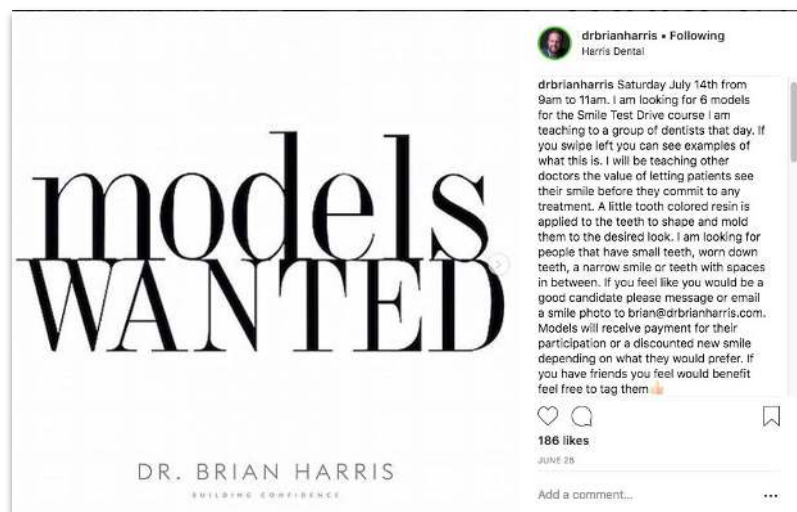 models
WANTED
DR. BRIAN HARRIS
BUILDING CONFIDENCE
drbrianharris • Following
Harris Dental
drbrianharris Saturday July 14th from
9am to 11am. I am looking for 6 models
for the Smile Test Drive course I am
teaching to a group of dentists that day. If
you swipe left you can see examples of
what this is. I will be teaching other
doctors the value of letting patients see
their smile before they commit to any
treatment. A little tooth colored resin is
applied to the teeth to shape and mold
them to the desired look. I am looking for
people that have small teeth, worn down
teeth, a narrow smile or teeth with spaces
in between. If you feel like you would be a
good candidate please message or email
a smile photo to brian@drbrianharris.com.
Models will receive payment for their
participation or a discounted new smile
depending on what they would prefer. If
you have friends you feel would benefit
feel free to tag them👍🏻
186 likes
JUNE 28
Add a comment...